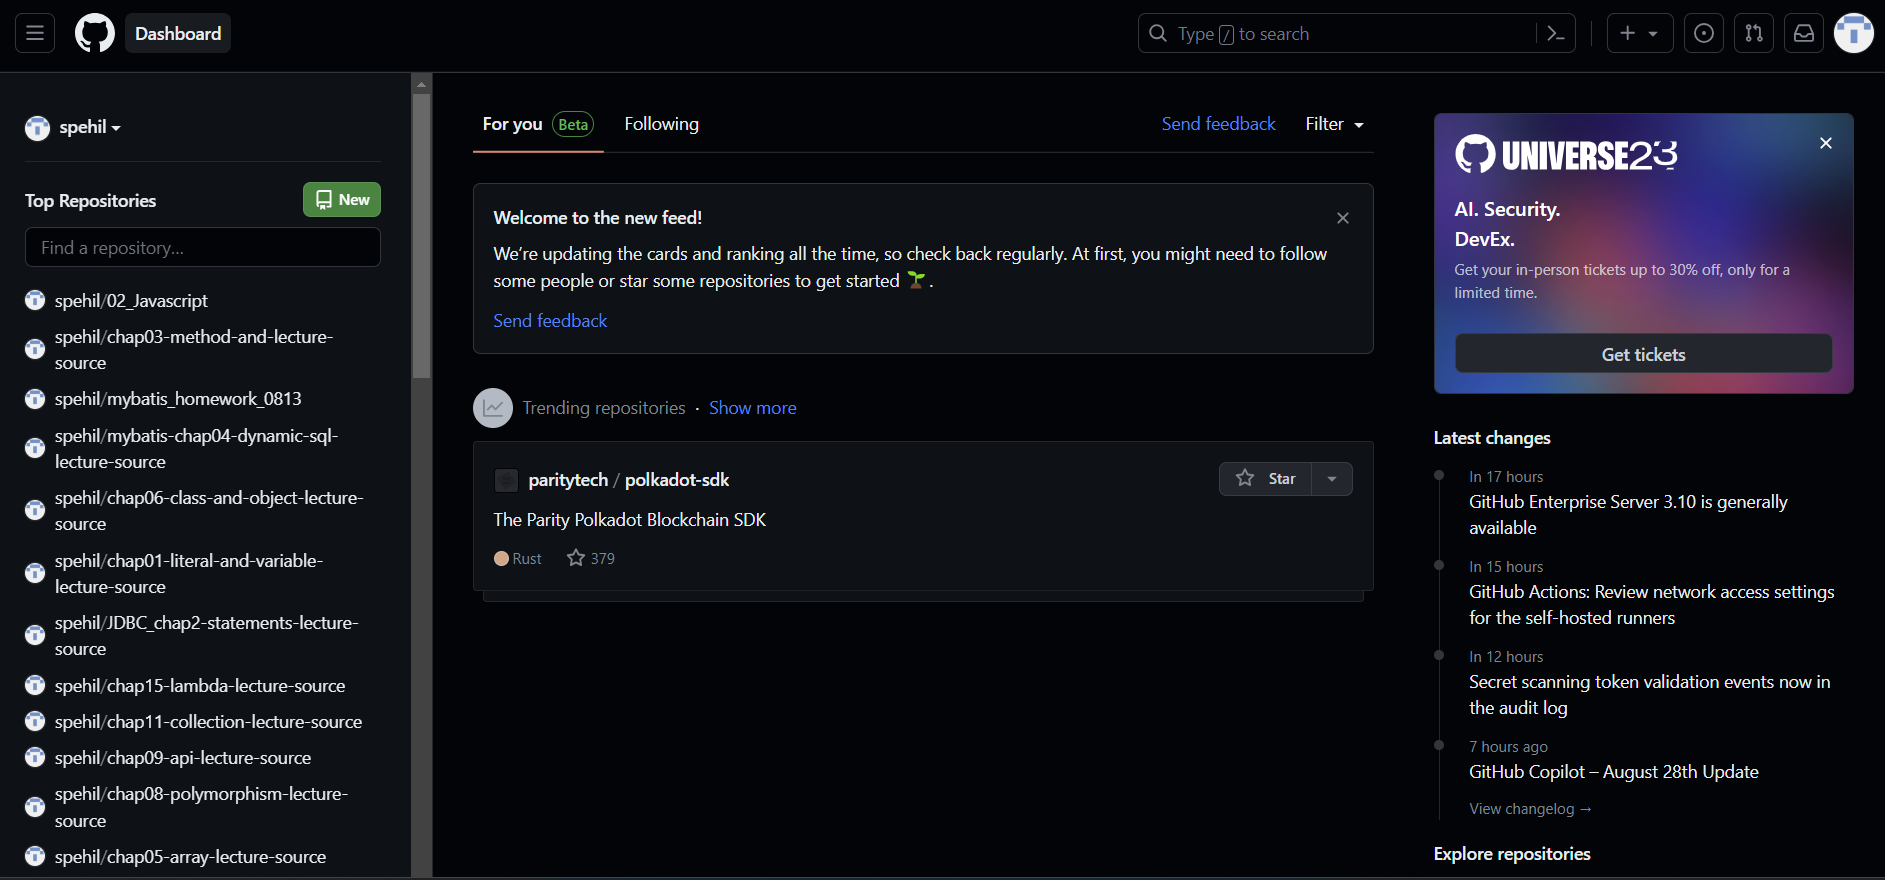 Dashboard
Type / to search
spehil
Top Repositories
New
Find a repository...
spehil/02_Javascript
spehil/chap03-method-and-lecture-
source
spehil/mybatis_homework_0813
spehil/mybatis-chap04-dynamic-sql-
lecture-source
spehil/chap06-class-and-object-lecture-
source
spehil/chap01-literal-and-variable-
lecture-source
spehil/JDBC_chap2-statements-lecture-
source
spehil/chap15-lambda-lecture-source
spehil/chap11-collection-lecture-source
spehil/chap09-api-lecture-source
spehil/chap08-polymorphism-lecture-
source
spehil/chap05-array-lecture-source
For you Beta Following
Send feedback Filter
Welcome to the new feed!
We’re updating the cards and ranking all the time, so check back regularly. At first, you might need to follow
some people or star some repositories to get started 🌱.
Send feedback
Trending repositories · Show more
paritytech / polkadot-sdk
Star
The Parity Polkadot Blockchain SDK
Rust 379
UNIVERSE23
AI. Security.
DevEx.
Get your in-person tickets up to 30% off, only for a
limited time.
Get tickets
Latest changes
In 17 hours
GitHub Enterprise Server 3.10 is generally
available
In 15 hours
GitHub Actions: Review network access settings
for the self-hosted runners
In 12 hours
Secret scanning token validation events now in
the audit log
7 hours ago
GitHub Copilot – August 28th Update
View changelog →
Explore repositories